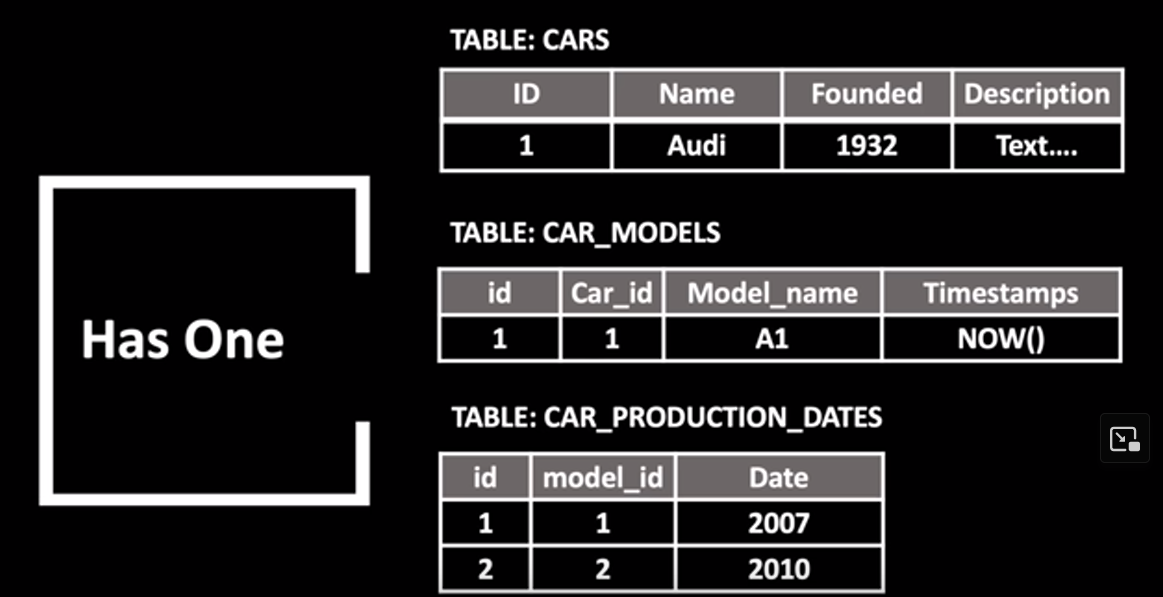 Has One
TABLE: CARS
ID Name Founded Description
1 Audi 1932 Text....
TABLE: CAR_MODELS
id Car_id Model_name Timestamps
1 1 A1 NOW()
TABLE: CAR_PRODUCTION_DATES
id model_id Date
1 1 2007
2 2 2010